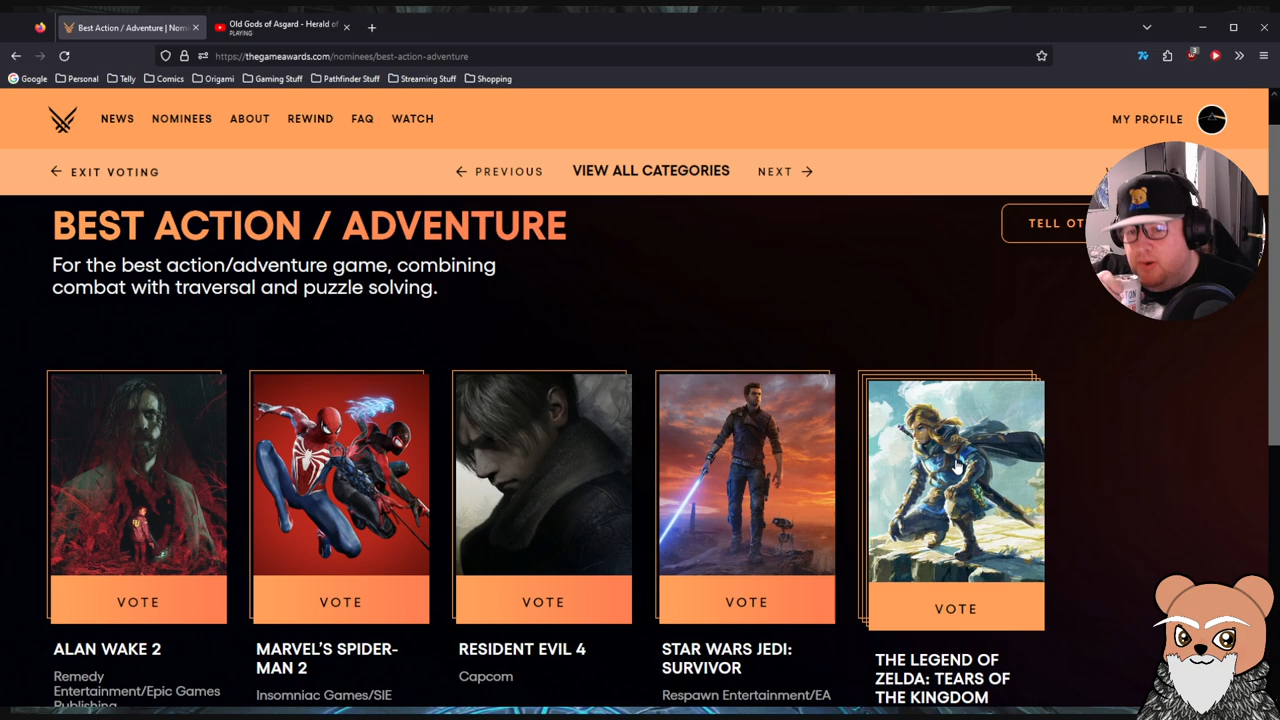 Best Action / Adventure | Nomi
Old Gods of Asgard - Herald of
PLAYING
https://thegameawards.com/nominees/best-action-adventure
3
Google
Personal
Telly
Comics
Origami
Gaming Stuff
Pathfinder Stuff
Streaming Stuff
Shopping
NEWS
NOMINEES
ABOUT
REWIND
FAQ
WATCH
MY PROFILE
EXIT VOTING
PREVIOUS
VIEW ALL CATEGORIES
NEXT
BEST ACTION / ADVENTURE
TELL OT
For the best action/adventure game, combining
combat with traversal and puzzle solving.
VOTE
VOTE
VOTE
VOTE
VOTE
ALAN WAKE 2
Remedy
Entertainment/Epic Games
Publishing
MARVEL’S SPIDER-
MAN 2
Insomniac Games/SIE
RESIDENT EVIL 4
Capcom
STAR WARS JEDI:
SURVIVOR
Respawn Entertainment/EA
THE LEGEND OF
ZELDA: TEARS OF
THE KINGDOM